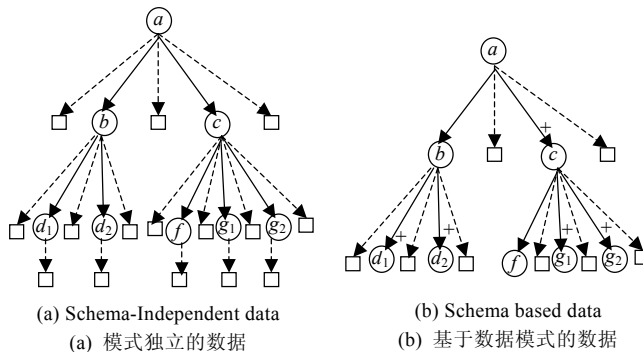 a
a
b
c
+
b
c
d1
d2
f
g1
g2
+
+
+
+
d1
d2
f
g1
g2
(a) Schema-Independent data
(b) Schema based data
(a) 模式独立的数据
(b) 基于数据模式的数据